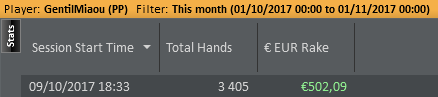 Player: GentilMiaou (PP) Filter: This month (01/10/2017 00:00 to 01/11/2017 00:00)
Stats
Session Start Time Total Hands € EUR Rake
09/10/2017 18:33 3 405 €502,09